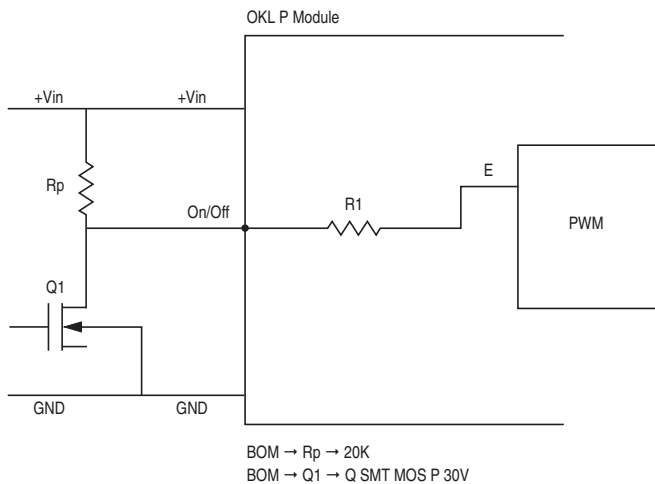 OKL P Module
+Vin
+Vin
Rp
On/Off
R1
E
PWM
Q1
GND
GND
BOM → Rp → 20K
BOM → Q1 → Q SMT MOS P 30V